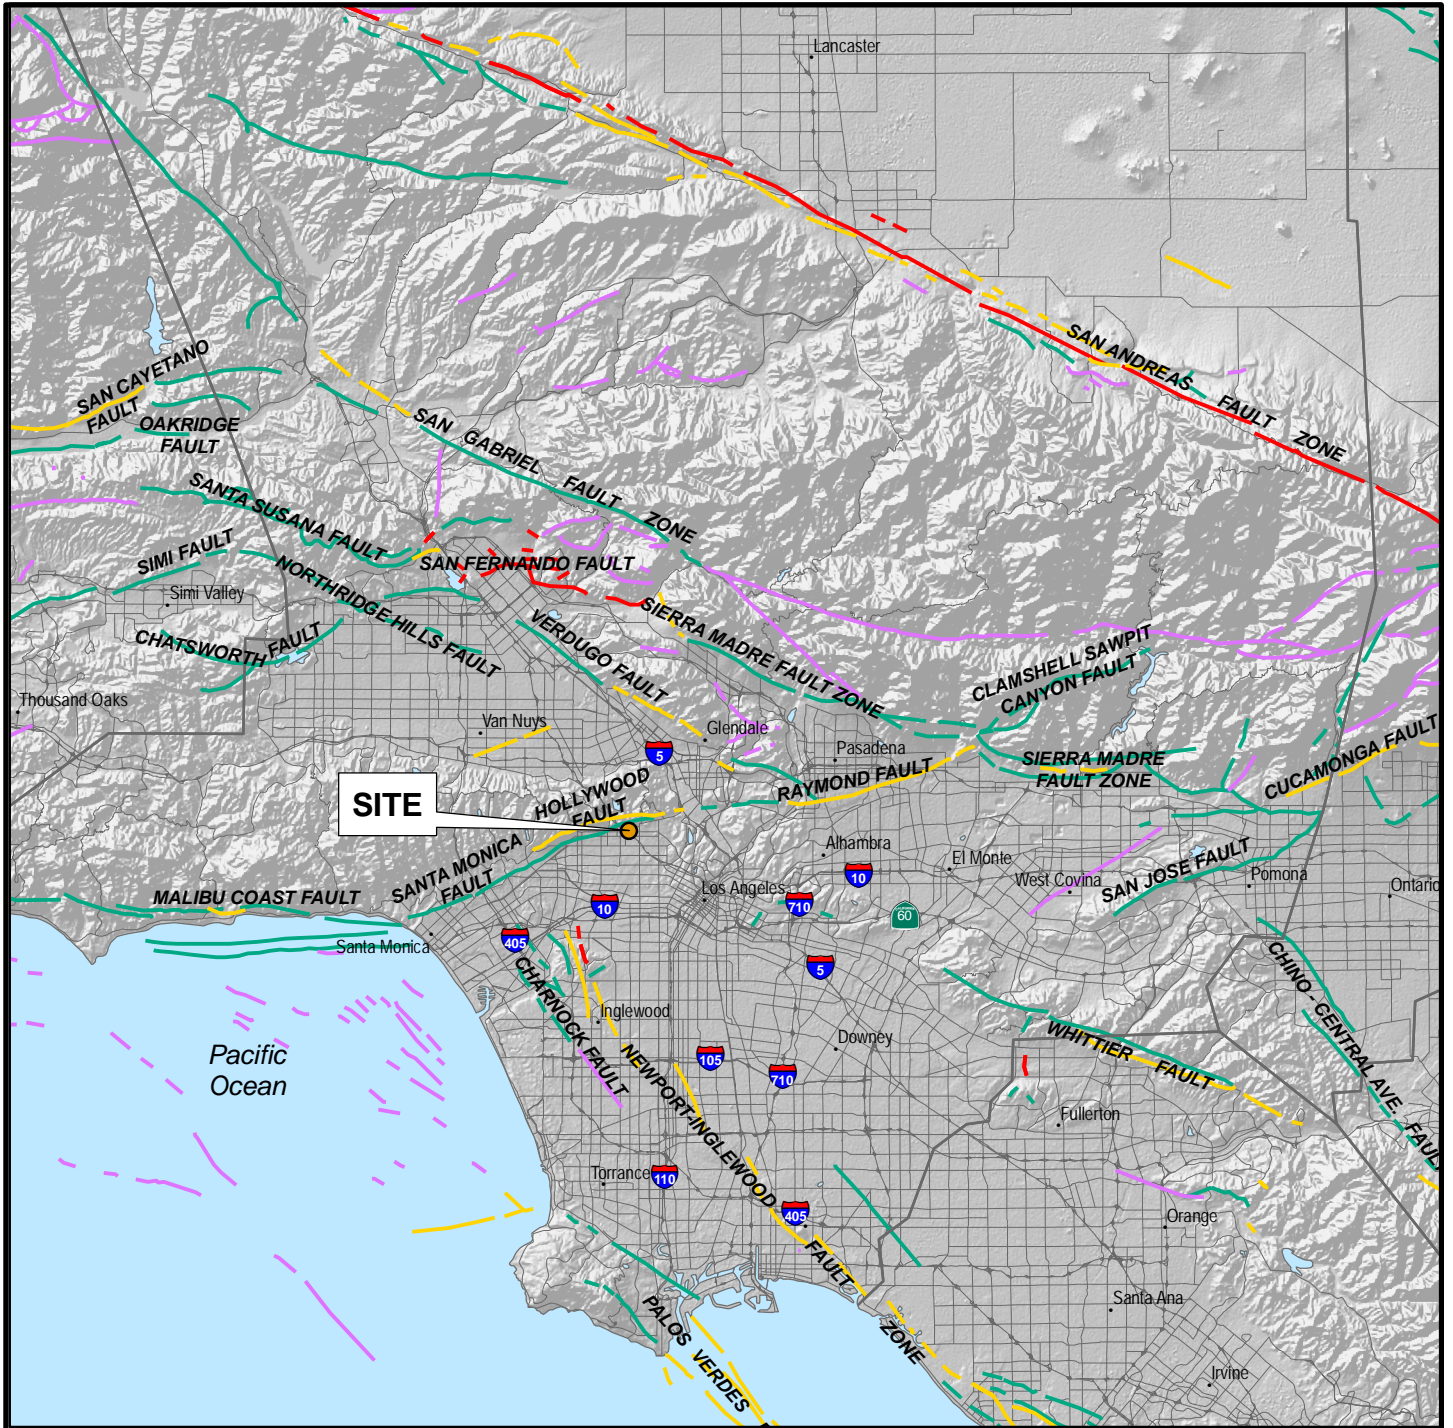 Lancaster
SAN ANDREAS
FAULT
ZONE
SAN CAYETANO
FAULT
OAKRIDGE
FAULT
SAN
GABRIEL
FAULT
ZONE
SANTA SUSANA FAULT
SIMI FAULT
SAN FERNANDO FAULT
Simi Valley
NORTHRIDGE HILLS FAULT
CHATSWORTH
FAULT
VERDUGO FAULT
SIERRA MADRE FAULT ZONE
CLAMSHELL SAWPIT
CANYON FAULT
Thousand Oaks
Van Nuys
Glendale
5
Pasadena
SIERRA MADRE
FAULT ZONE
CUCAMONGA FAULT
SITE
HOLLYWOOD
FAULT
RAYMOND FAULT
SANTA MONICA
FAULT
Alhambra
El Monte
10
West Covina
SAN JOSE FAULT
Pomona
Ontario
MALIBU COAST FAULT
Los Angeles
10
710
CALIFORNIA
60
Santa Monica
405
5
CHARNOCK FAULT
CHINO - CENTRAL AVE.
FAUL
Inglewood
Pacific
Ocean
Downey
WHITTIER
FAULT
NEWPORT-INGLEWOOD
FAULT
ZONE
105
710
Fullerton
Torrance
110
405
Orange
Santa Ana
PALOS
VERDES
Irvine